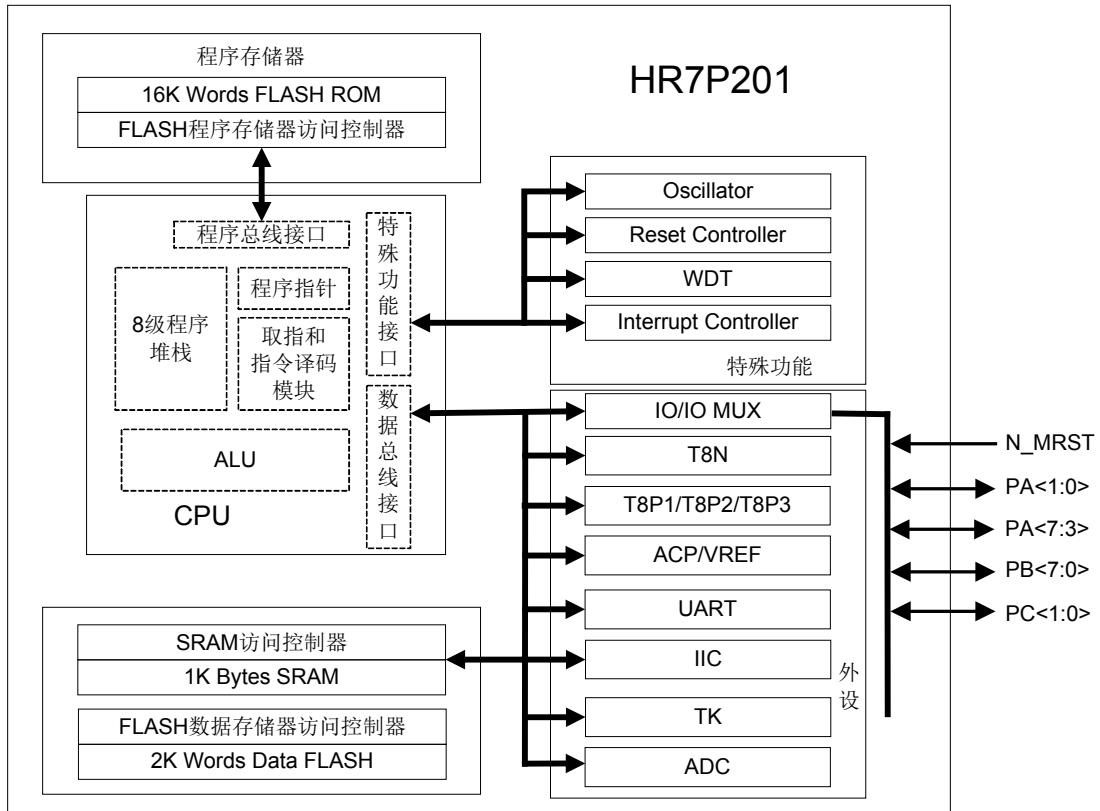 程序存储器
16K Words FLASH ROM
FLASH程序存储器访问控制器
HR7P201
程序总线接口
8级程序
堆栈
程序指针
取指和
指令译码
模块
ALU
CPU
特
殊
功
能
接
口
数
据
总
线
接
口
Oscillator
Reset Controller
WDT
Interrupt Controller
特殊功能
IO/IO MUX
T8N
T8P1/T8P2/T8P3
ACP/VREF
UART
IIC
TK
ADC
外
设
N_MRST
PA<1:0>
PA<7:3>
PB<7:0>
PC<1:0>
SRAM访问控制器
1K Bytes SRAM
FLASH数据存储器访问控制器
2K Words Data FLASH